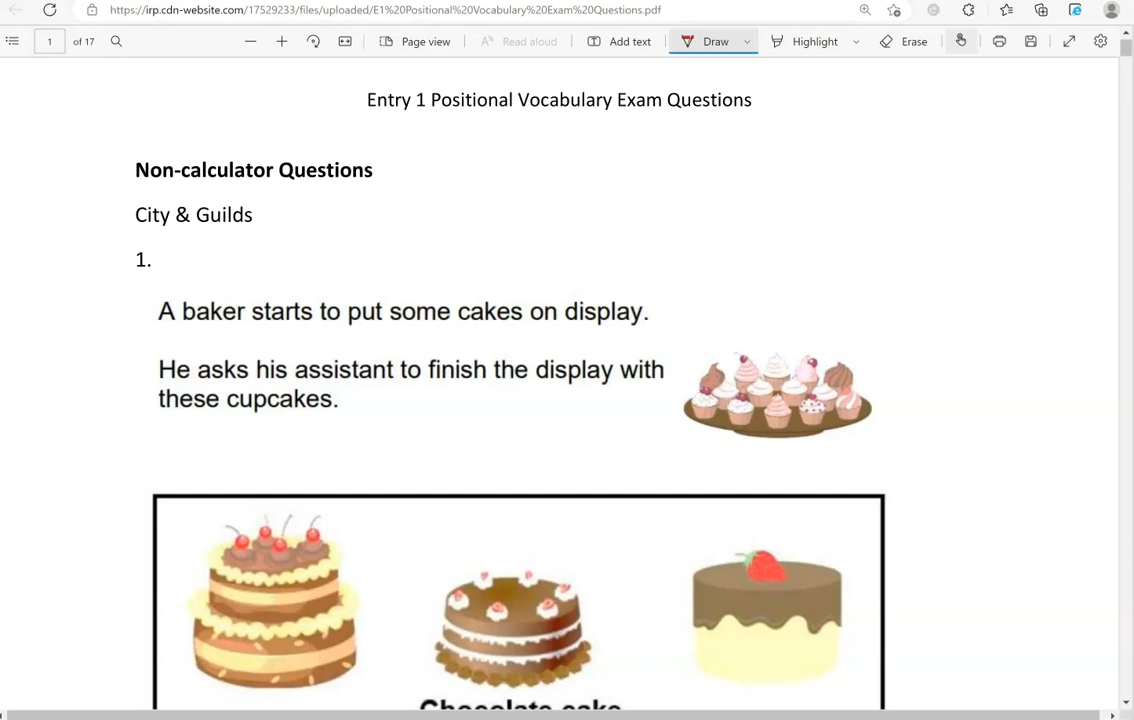 https://irp.cdn-website.com/17529233/files/uploaded/E1%20Positional%20Vocabulary%20Exam%20Questions.pdf
1 of 17 Page view Read aloud Add text Draw Highlight Erase
Entry 1 Positional Vocabulary Exam Questions
Non-calculator Questions
City & Guilds
1.
A baker starts to put some cakes on display.
He asks his assistant to finish the display with
these cupcakes.
Chocolate cake